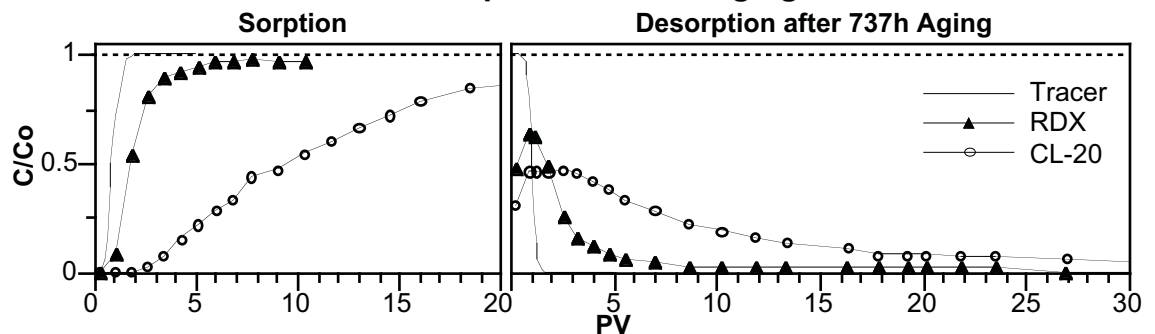 Sorption
Desorption after 737h Aging
1
0.5
0
C/Co
Tracer
RDX
CL-20
0 5 10 15 20
5 10 15 20 25 30
PV